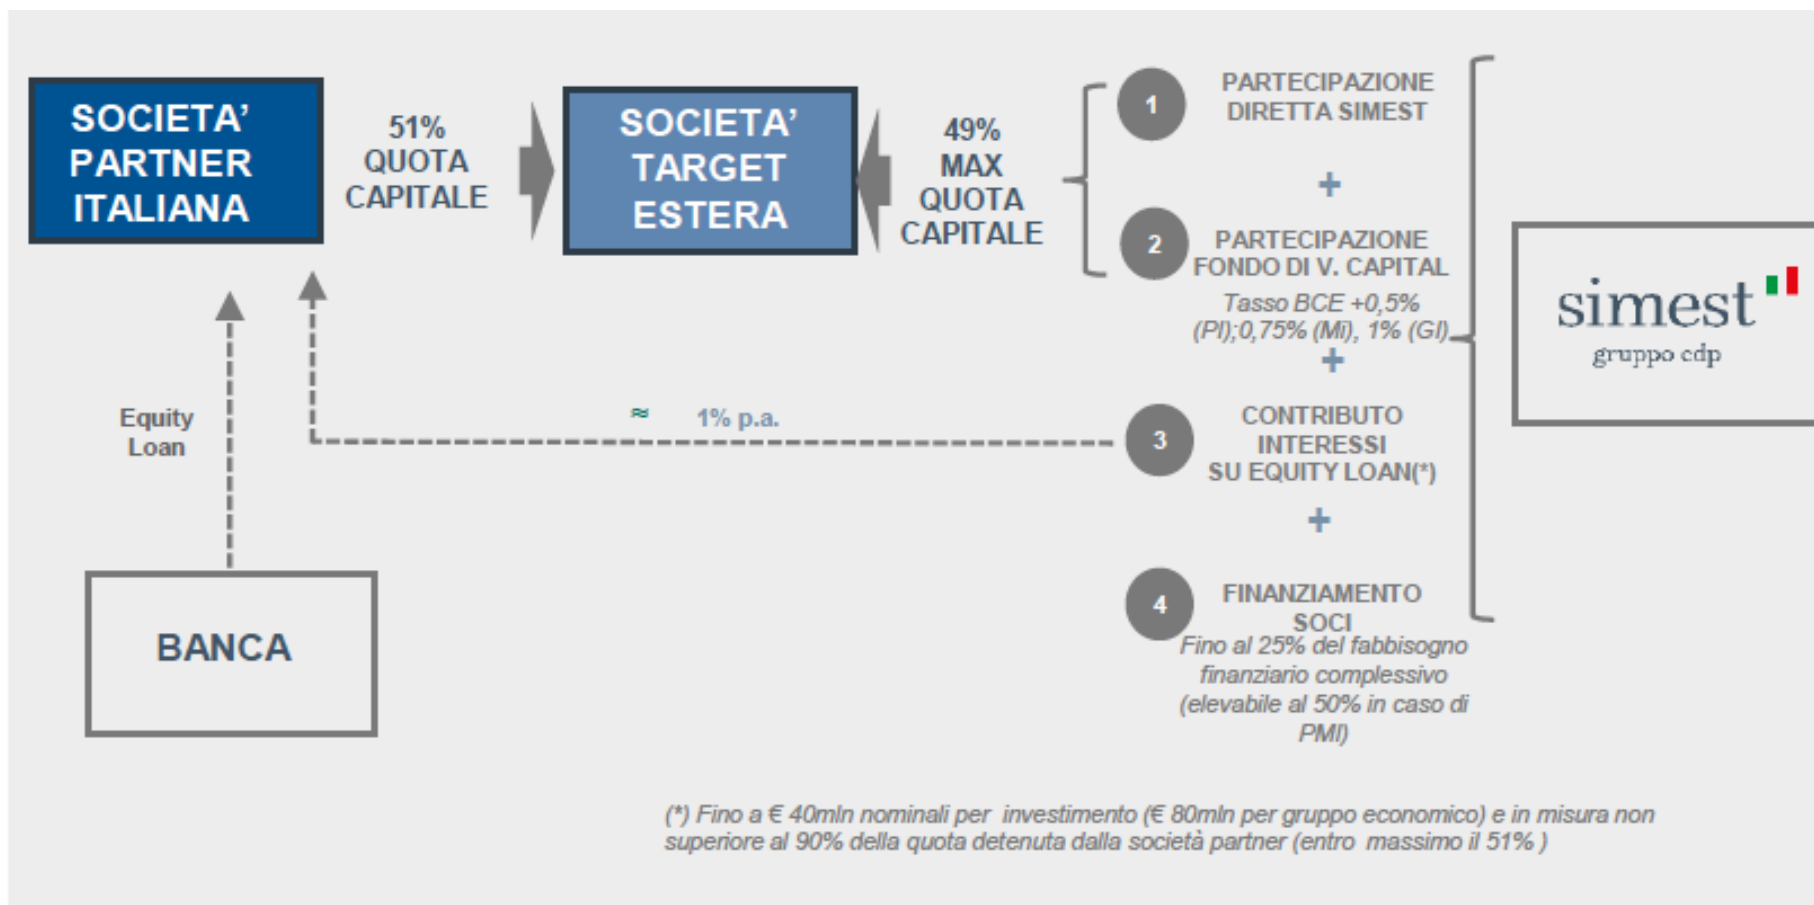 SOCIETA’
PARTNER
ITALIANA
51%
QUOTA
CAPITALE
SOCIETA’
TARGET
ESTERA
49%
MAX
QUOTA
CAPITALE
1
PARTECIPAZIONE
DIRETTA SIMEST
+
2
PARTECIPAZIONE
FONDO DI V. CAPITAL
Tasso BCE +0,5%
(PI);0,75% (Mi), 1% (GI)
+
3
CONTRIBUTO
INTERESSI
SU EQUITY LOAN(*)
+
4
FINANZIAMENTO
SOCI
Fino al 25% del fabbisogno
finanziario complessivo
(elevabile al 50% in caso di
PMI)
simest
gruppo cdp
≈ 1% p.a.
Equity
Loan
BANCA
(*) Fino a € 40mln nominali per investimento (€ 80mln per gruppo economico) e in misura non
superiore al 90% della quota detenuta dalla società partner (entro massimo il 51% )